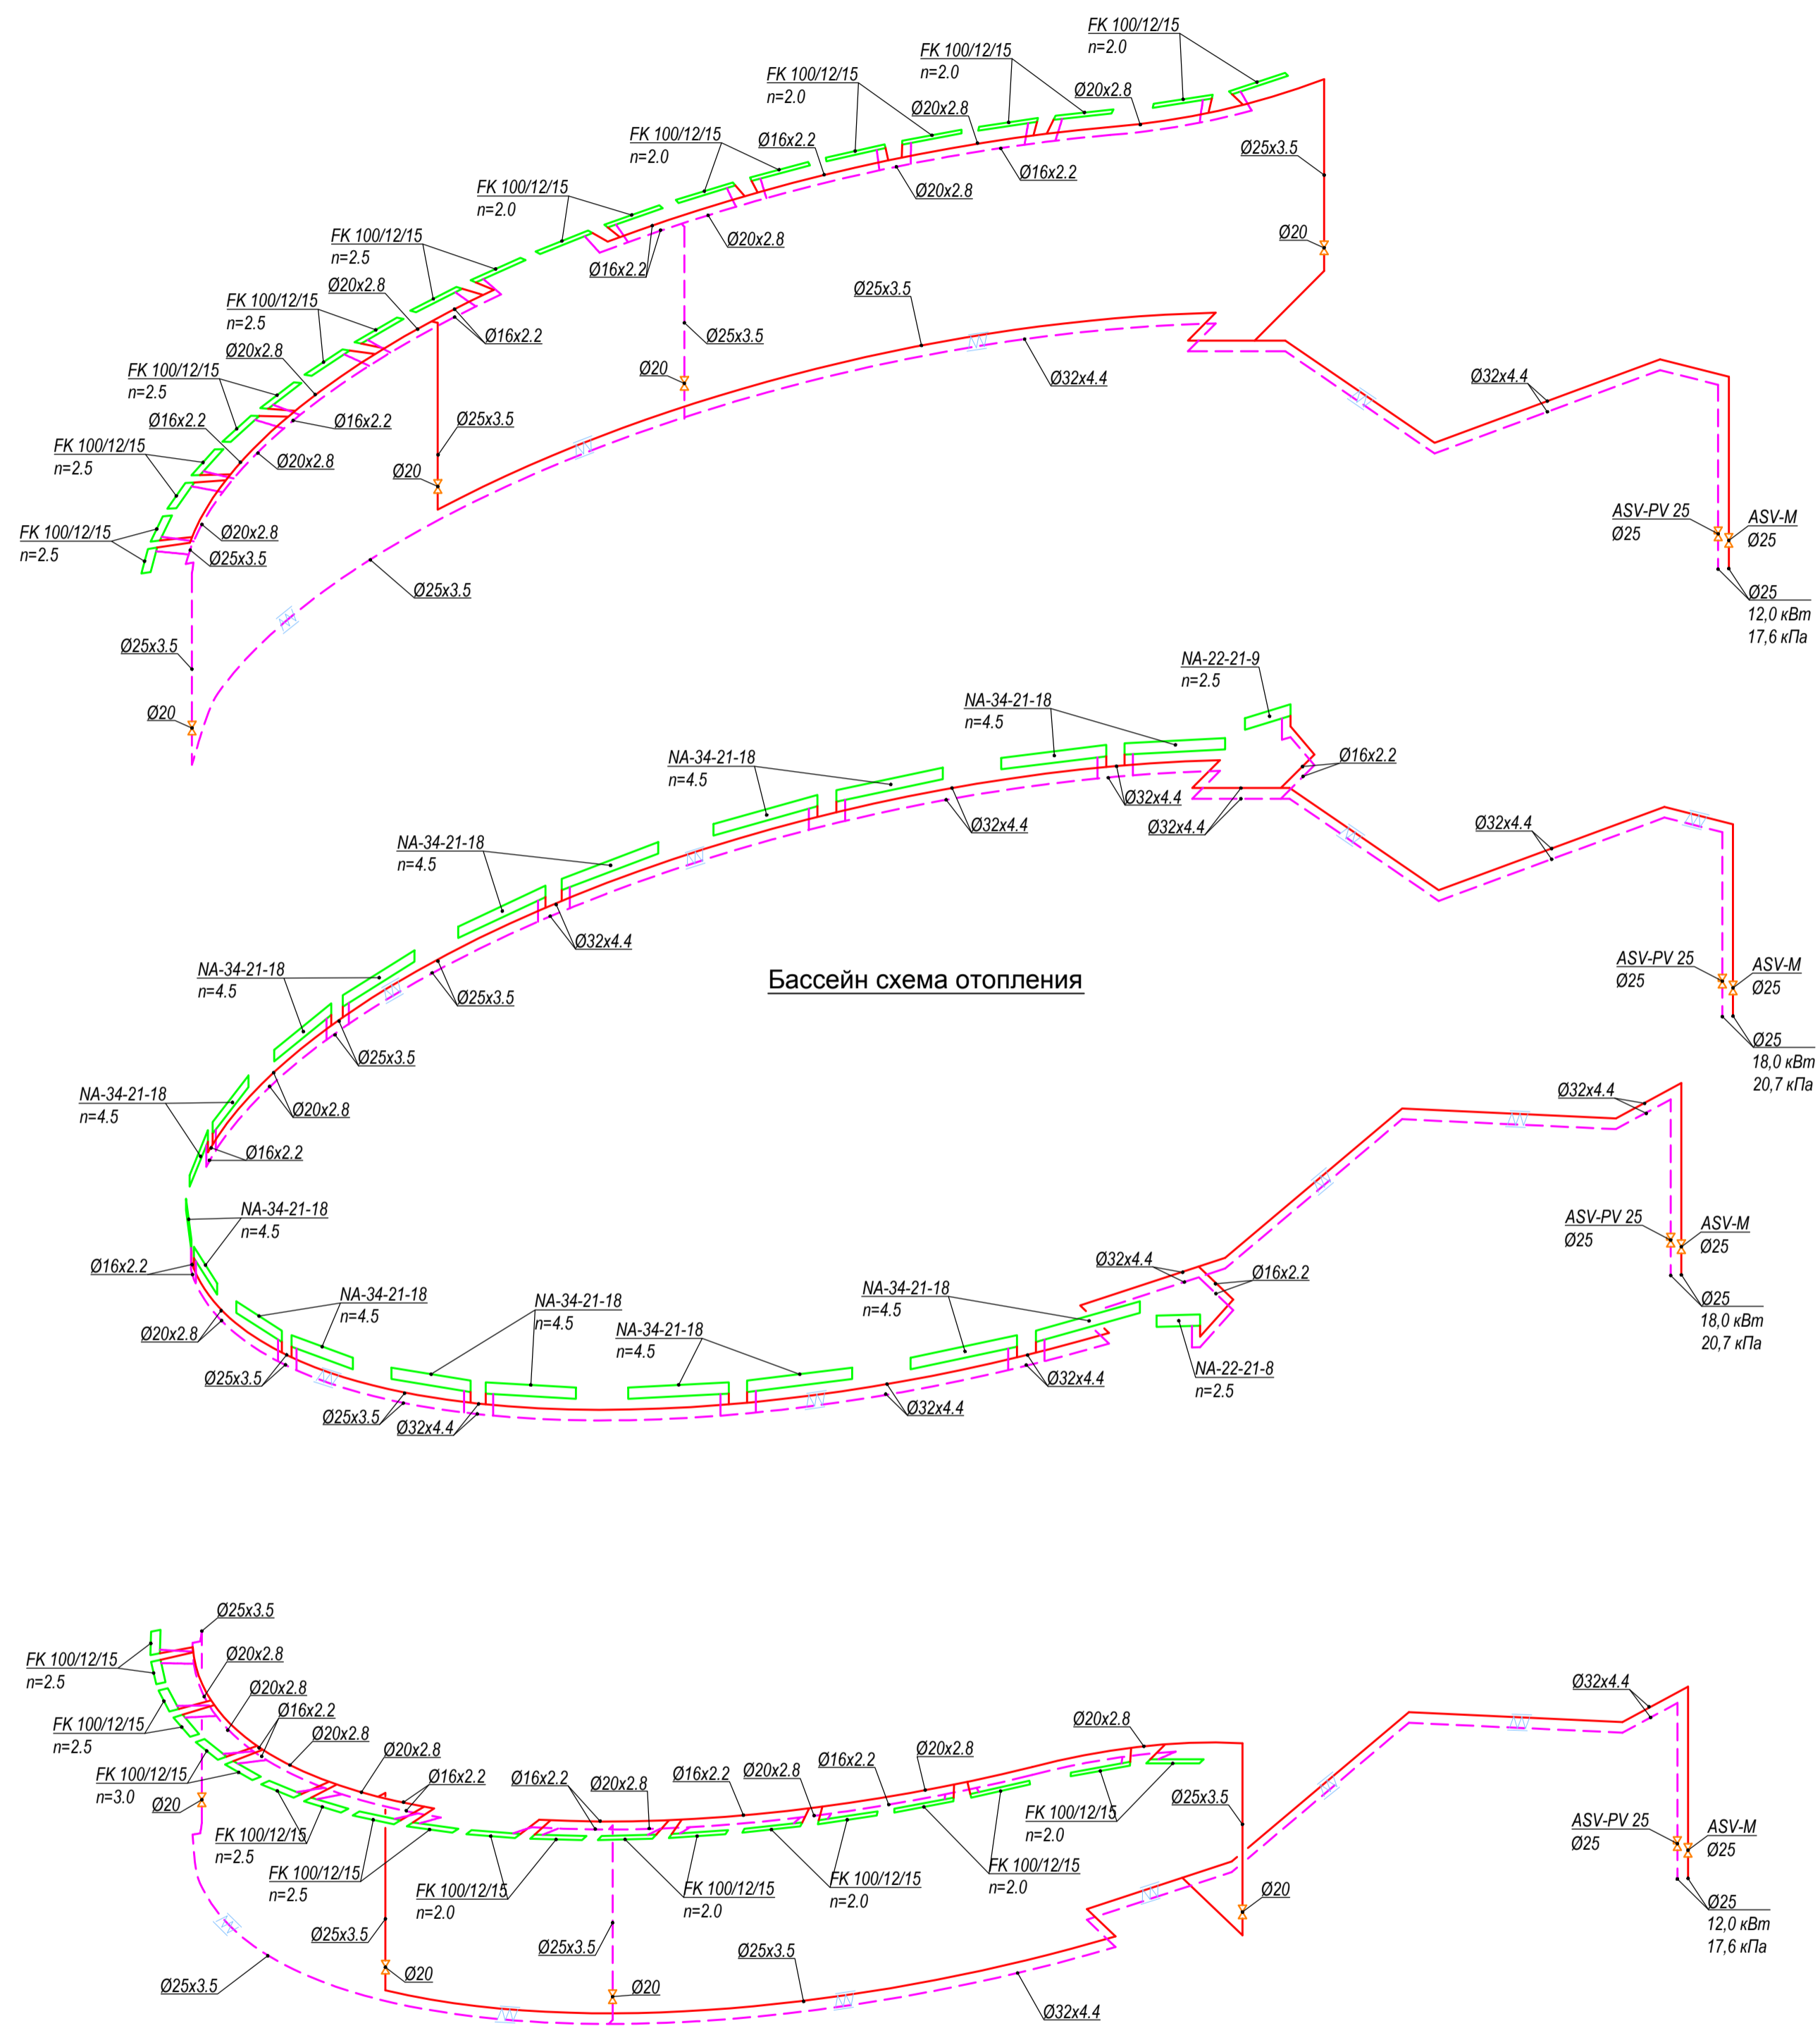 FK 100/12/15
n=2.0
FK 100/12/15
n=2.0
FK 100/12/15
n=2.0
Ø20x2.8
Ø20x2.8
FK 100/12/15
n=2.0
Ø16x2.2
Ø25x3.5
Ø16x2.2
FK 100/12/15
n=2.0
Ø20x2.8
FK 100/12/15
n=2.5
Ø20x2.8
Ø20
Ø16x2.2
Ø20x2.8
Ø25x3.5
FK 100/12/15
n=2.5
Ø16x2.2
Ø25x3.5
Ø20x2.8
Ø20
FK 100/12/15
n=2.5
Ø32x4.4
Ø32x4.4
Ø16x2.2
Ø16x2.2
Ø25x3.5
FK 100/12/15
n=2.5
Ø20x2.8
Ø20
FK 100/12/15
n=2.5
Ø20x2.8
Ø25x3.5
ASV-PV 25
Ø25
ASV-M
Ø25
Ø25x3.5
Ø25
12,0 кВт
17,6 кПа
Ø25x3.5
Ø20
NA-22-21-9
n=2.5
NA-34-21-18
n=4.5
NA-34-21-18
n=4.5
Ø16x2.2
Ø32x4.4
Ø32x4.4
Ø32x4.4
Ø32x4.4
NA-34-21-18
n=4.5
Ø32x4.4
NA-34-21-18
n=4.5
Бассейн схема отопления
Ø25x3.5
ASV-PV 25
Ø25
ASV-M
Ø25
Ø25x3.5
Ø25
18,0 кВт
20,7 кПа
NA-34-21-18
n=4.5
Ø20x2.8
Ø32x4.4
Ø16x2.2
NA-34-21-18
n=4.5
ASV-PV 25
Ø25
ASV-M
Ø25
Ø16x2.2
Ø32x4.4
Ø16x2.2
NA-34-21-18
n=4.5
NA-34-21-18
n=4.5
NA-34-21-18
n=4.5
Ø25
18,0 кВт
20,7 кПа
Ø20x2.8
NA-34-21-18
n=4.5
Ø25x3.5
Ø32x4.4
NA-22-21-8
n=2.5
Ø25x3.5
Ø32x4.4
Ø32x4.4
Ø25x3.5
FK 100/12/15
n=2.5
Ø20x2.8
Ø20x2.8
Ø32x4.4
Ø16x2.2
FK 100/12/15
n=2.5
Ø20x2.8
Ø20x2.8
Ø20x2.8
FK 100/12/15
n=3.0
Ø16x2.2
Ø16x2.2
Ø20x2.8
Ø16x2.2
Ø20x2.8
Ø16x2.2
Ø20x2.8
Ø20
Ø25x3.5
FK 100/12/15
n=2.0
ASV-PV 25
Ø25
ASV-M
Ø25
FK 100/12/15
n=2.5
FK 100/12/15
n=2.5
FK 100/12/15
n=2.0
FK 100/12/15
n=2.0
FK 100/12/15
n=2.0
FK 100/12/15
n=2.0
Ø20
Ø25
12,0 кВт
17,6 кПа
Ø25x3.5
Ø25x3.5
Ø25x3.5
Ø20
Ø25x3.5
Ø20
Ø32x4.4